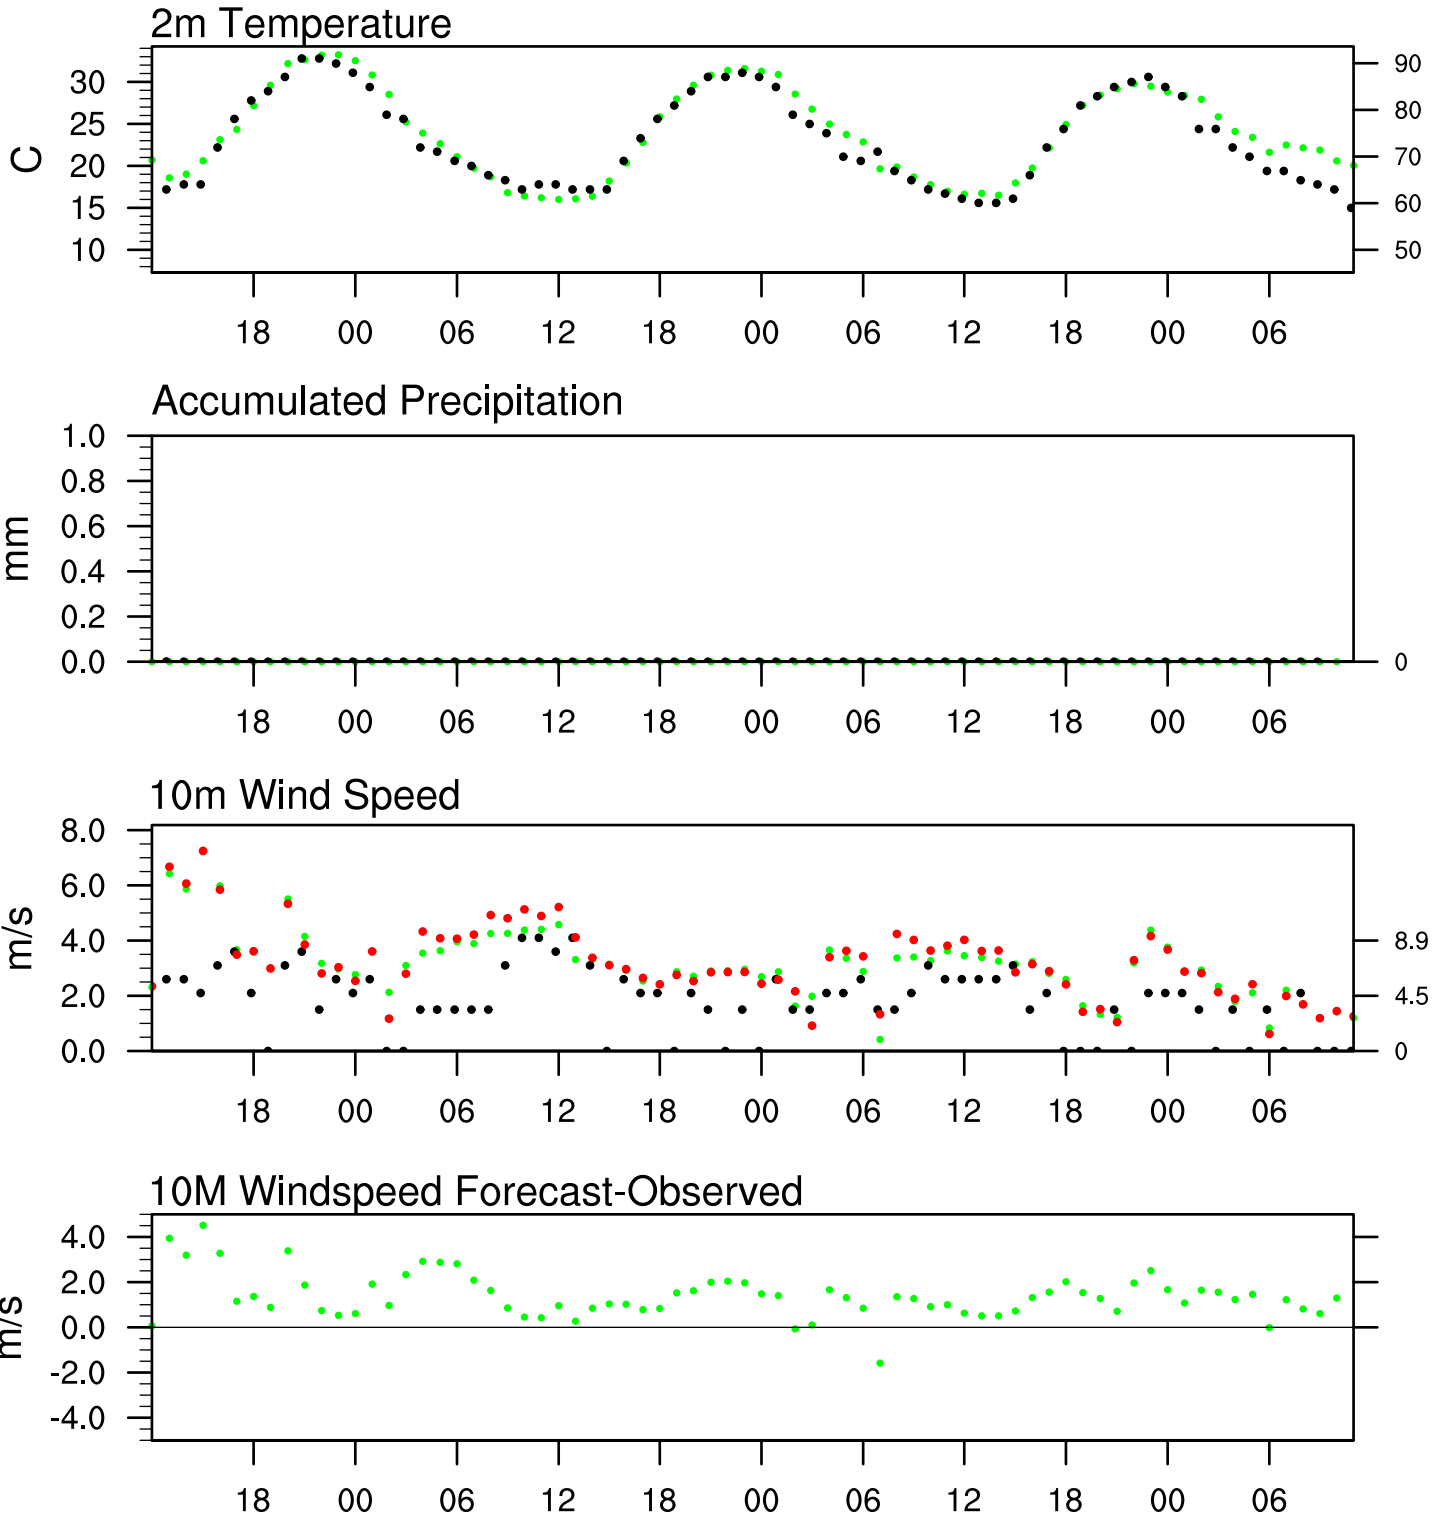 2m Temperature
30
25
20
15
10
C
90
80
70
60
50
18 00 06 12 18 00 06 12 18 00 06
Accumulated Precipitation
1.0
0.8
0.6
0.4
0.2
0.0
mm
0
18 00 06 12 18 00 06 12 18 00 06
10m Wind Speed
8.0
6.0
4.0
2.0
0.0
m/s
8.9
4.5
0
18 00 06 12 18 00 06 12 18 00 06
10M Windspeed Forecast-Observed
4.0
2.0
0.0
-2.0
-4.0
m/s
18 00 06 12 18 00 06 12 18 00 06